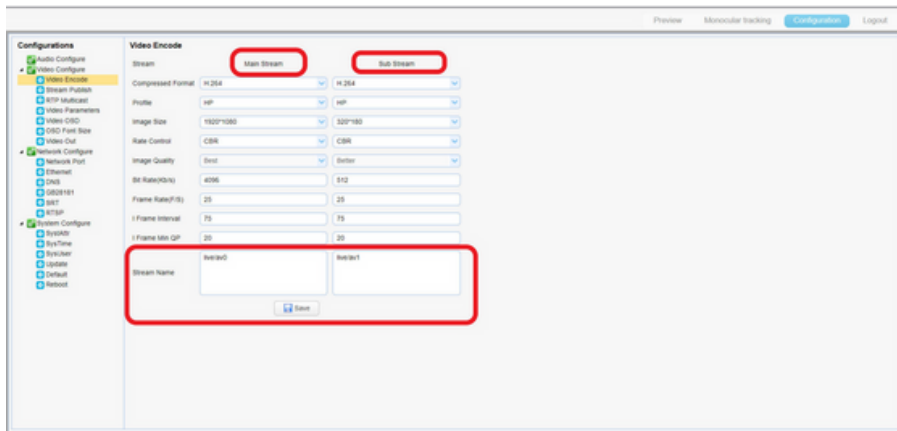 Preview Monocular tracking Configuration Logout
Configurations
Audio Configure
Video Configure
Video Encode
Stream Publish
RTP Multicast
Video Parameters
Video OSD
OSD Font Size
Video Out
Network Configure
Network Port
Ethernet
DNS
GB28181
SRT
RTSP
System Configure
SysAttr
SysTime
SysUser
Update
Default
Reboot
Video Encode
Stream Main Stream Sub Stream
Compressed Format H.264 H.264
Profile HP HP
Image Size 1920*1080 320*180
Rate Control CBR CBR
Image Quality Best Better
Bit Rate(Kb/s) 4096 512
Frame Rate(F/S) 25 25
I Frame Interval 75 75
I Frame Min QP 20 20
Stream Name live/av0 live/av1
Save